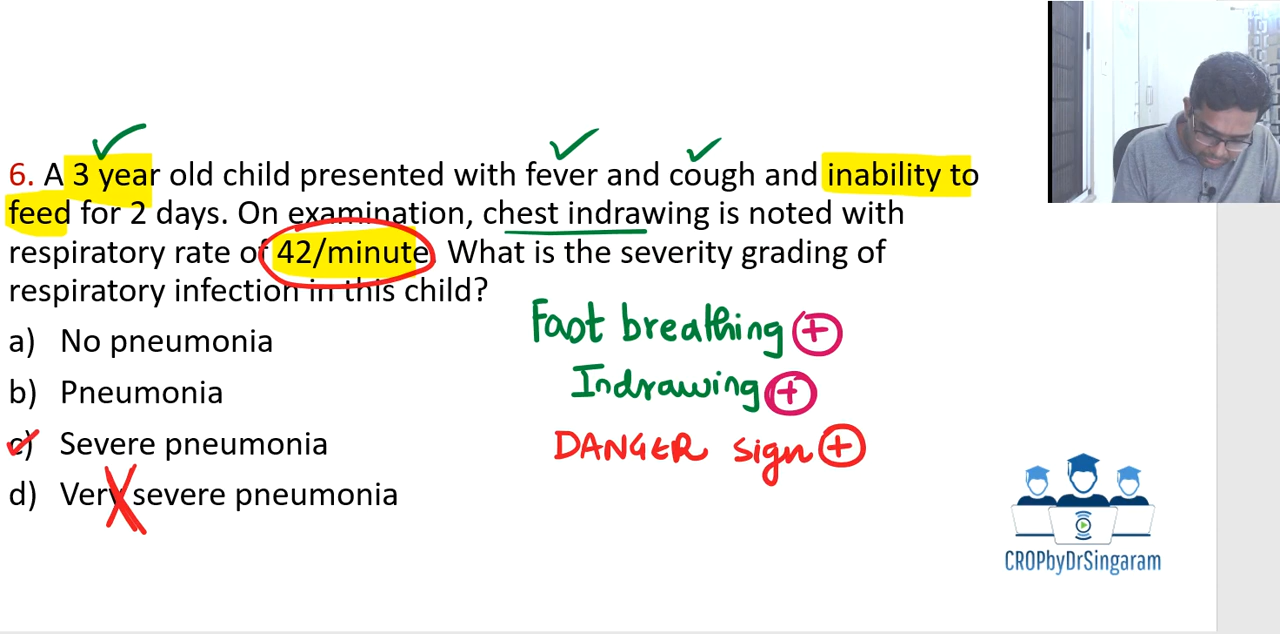 6. A 3 year old child presented with fever and cough and inability to
feed for 2 days. On examination, chest indrawing is noted with
respiratory rate of 42/minute. What is the severity grading of
respiratory infection in this child?
a) No pneumonia
b) Pneumonia
c) Severe pneumonia
d) Very severe pneumonia
Fast breathing +
Indrawing +
DANGER sign +
CROPbyDrSingaram